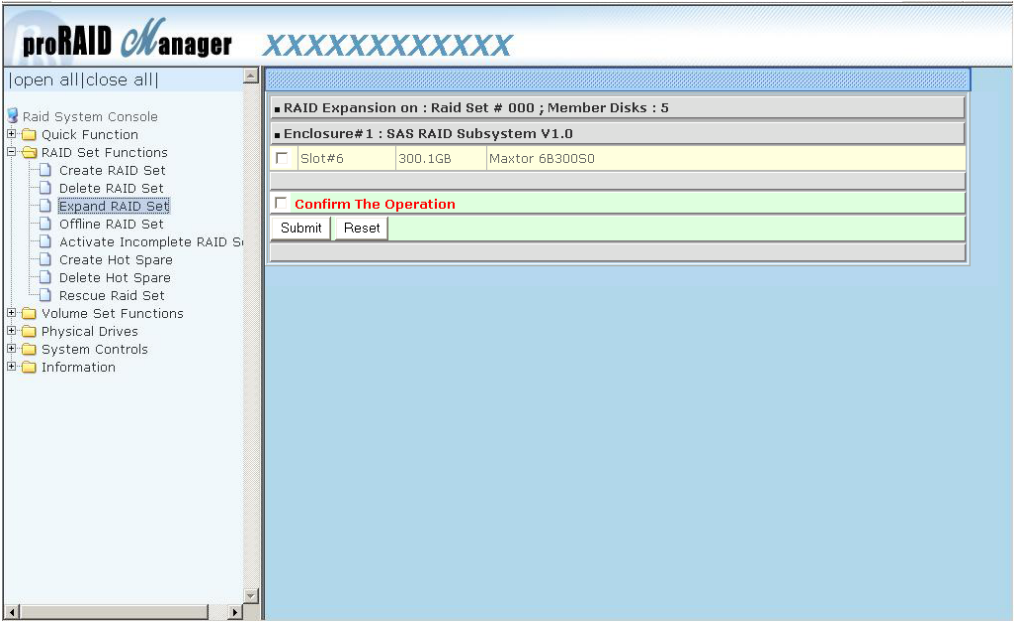 proRAID Manager XXXXXXXXXXXX
|open all|close all|
Raid System Console
Quick Function
RAID Set Functions
Create RAID Set
Delete RAID Set
Expand RAID Set
Offline RAID Set
Activate Incomplete RAID S
Create Hot Spare
Delete Hot Spare
Rescue Raid Set
Volume Set Functions
Physical Drives
System Controls
Information
RAID Expansion on : Raid Set # 000 ; Member Disks : 5
Enclosure#1 : SAS RAID Subsystem V1.0
Slot#6 300.1GB Maxtor 6B300S0
Confirm The Operation
Submit Reset